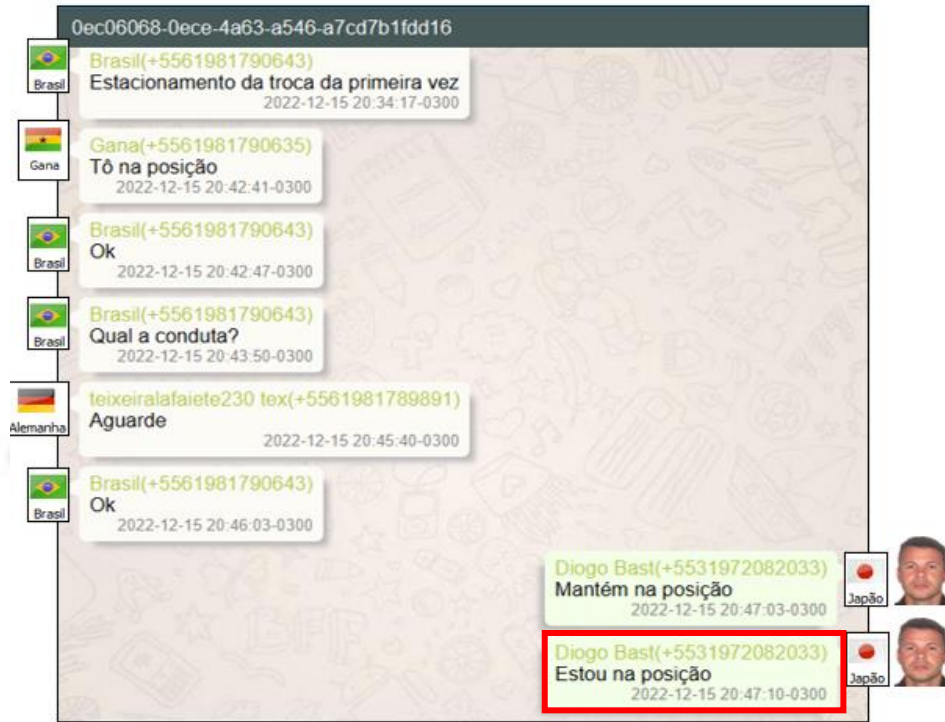 0ec06068-0ece-4a63-a546-a7cd7b1fdd16
Brasil
Brasil(+5561981790643)
Estacionamento da troca da primeira vez
2022-12-15 20:34:17-0300
Gana
Gana(+5561981790635)
Tô na posição
2022-12-15 20:42:41-0300
Brasil
Brasil(+5561981790643)
Ok
2022-12-15 20:42:47-0300
Brasil
Brasil(+5561981790643)
Qual a conduta?
2022-12-15 20:43:50-0300
Alemanha
teixeiralafaiete230 tex(+5561981789891)
Aguarde
2022-12-15 20:45:40-0300
Brasil
Brasil(+5561981790643)
Ok
2022-12-15 20:46:03-0300
Diogo Bast(+5531972082033)
Mantém na posição
2022-12-15 20:47:03-0300
Japão
Diogo Bast(+5531972082033)
Estou na posição
2022-12-15 20:47:10-0300
Japão